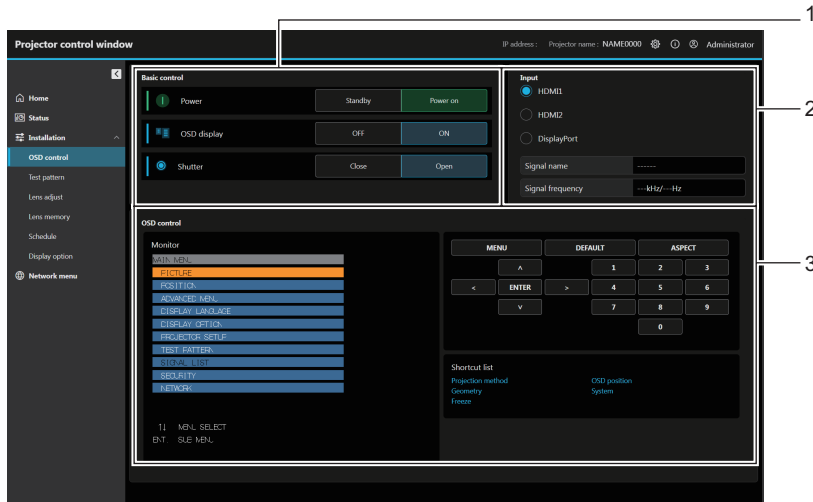 1
Projector control window
IP address :
Projector name : NAME0000
Administrator
Home
Status
Installation
OSD control
Test pattern
Lens adjust
Lens memory
Schedule
Display option
Network menu
Basic control
Power
Standby
Power on
OSD display
OFF
ON
Shutter
Close
Open
Input
HDMI1
HDMI2
DisplayPort
Signal name
------
Signal frequency
---kHz/---Hz
2
OSD control
Monitor
MAIN MENU
PICTURE
POSITION
ADVANCED MENU
DISPLAY LANGUAGE
DISPLAY OPTION
PROJECTOR SETUP
TEST PATTERN
SIGNAL LIST
SECURITY
NETWORK
↑↓ MENU SELECT
ENT: SUB MENU
MENU DEFAULT ASPECT
∧ 1 2 3
< ENTER > 4 5 6
∨ 7 8 9
0
Shortcut list
Projection method OSD position
Geometry System
Freeze
3